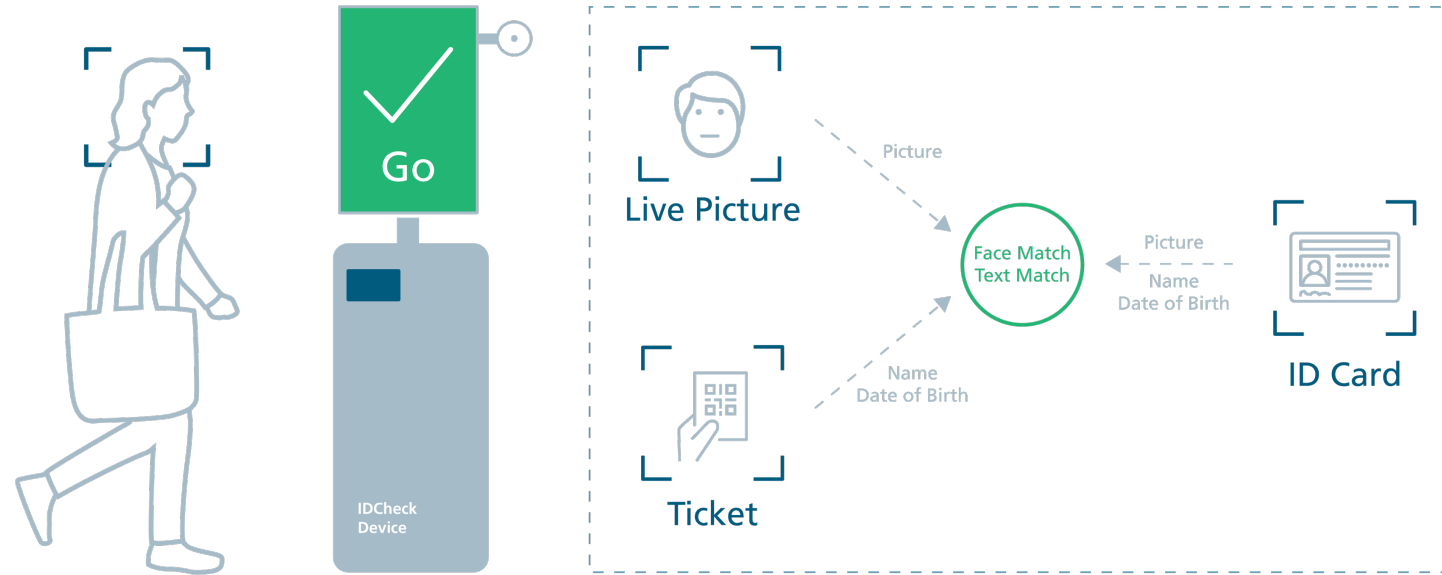 Go
IDCheck
Device
Live Picture
Picture
Face Match
Text Match
Picture
Name
Date of Birth
ID Card
Name
Date of Birth
Ticket